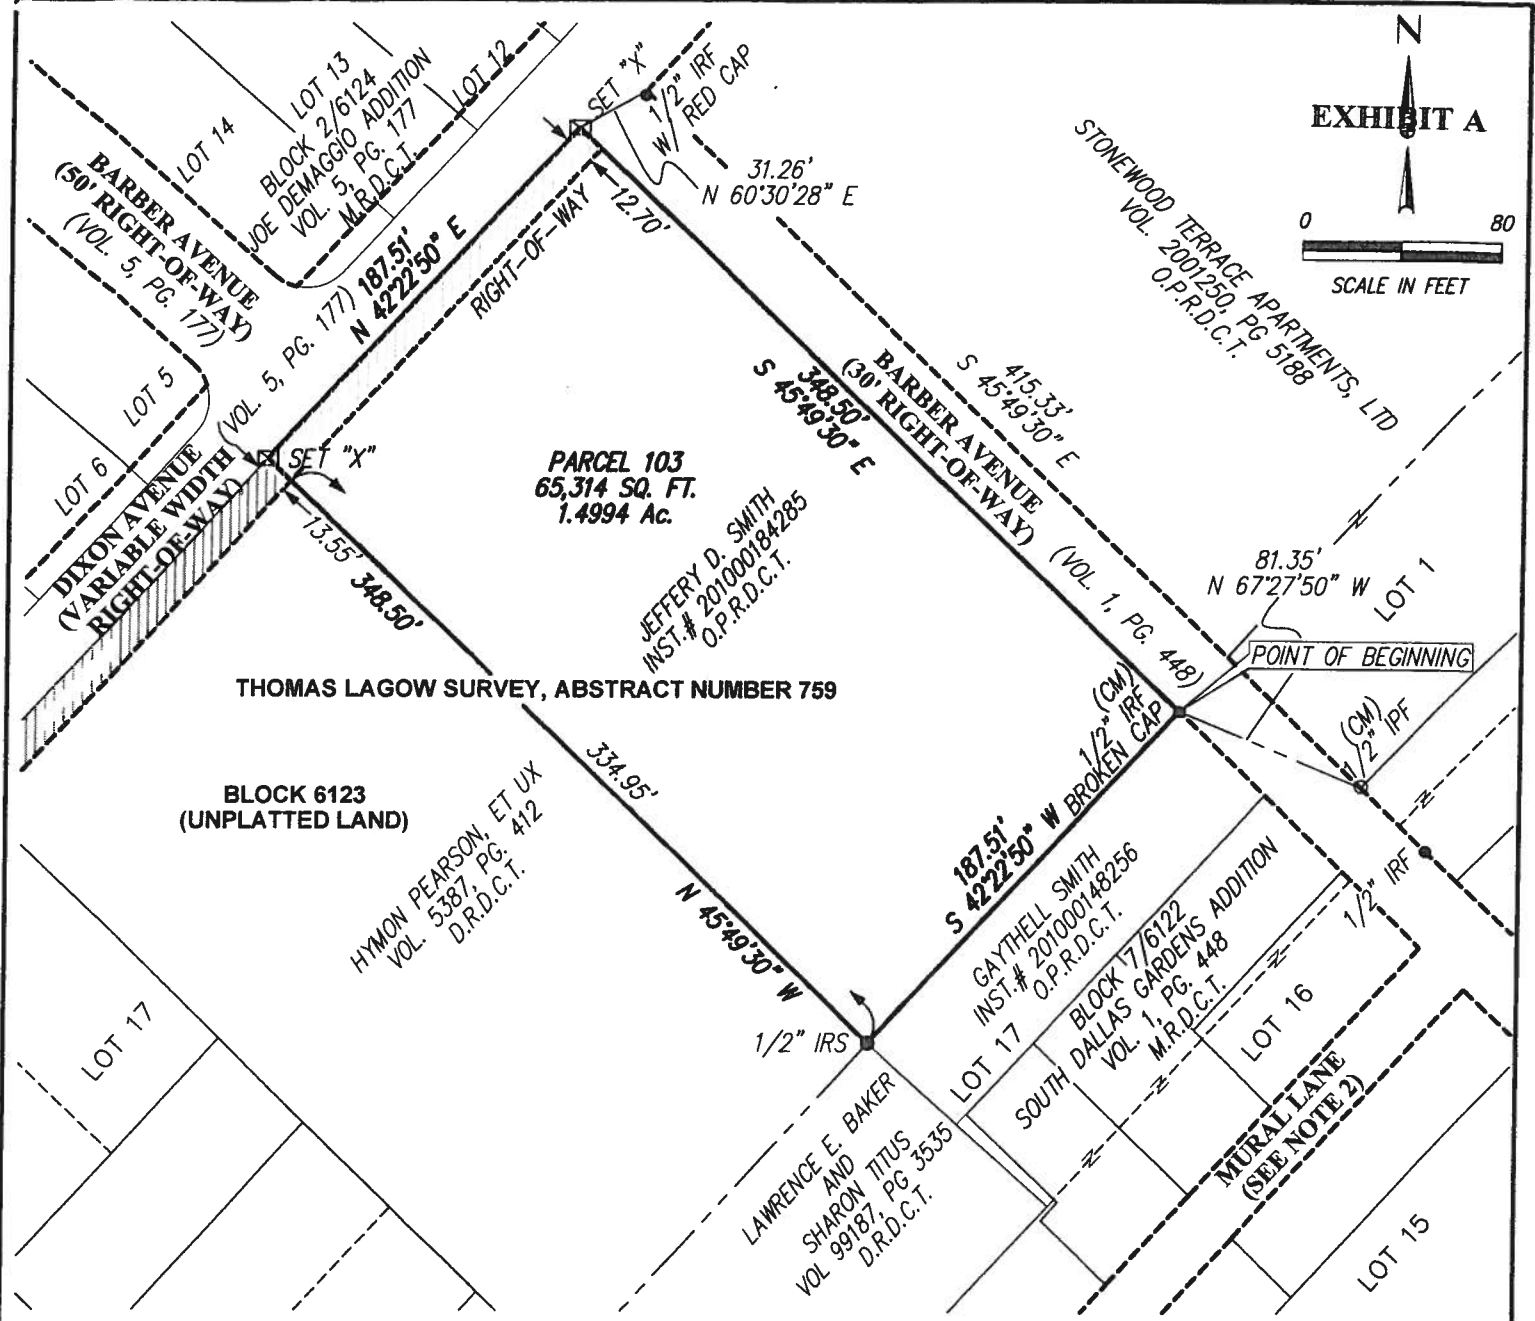 N
EXHIBIT A
0 80
SCALE IN FEET
LOT 14
LOT 13
BLOCK 2/6124
JOE DEMAGGIO ADDITION
VOL. 5, PG. 177
M.R.D.C.T.
LOT 12
SET "X"
1/2" IRF
W/ RED CAP
31.26'
N 60°30'28" E
12.70'
BARBER AVENUE
(50' RIGHT-OF-WAY)
(VOL. 5, PG. 177)
187.51'
N 42°22'50" E
RIGHT-OF-WAY
STONEWOOD TERRACE APARTMENTS, LTD
VOL. 2001250, PG 5188
O.P.R.D.C.T.
LOT 5
LOT 6
(VOL. 5, PG. 177)
DIXON AVENUE
(VARIABLE WIDTH
RIGHT-OF-WAY)
SET "X"
13.55'
348.50'
PARCEL 103
65,314 SQ. FT.
1.4994 Ac.
JEFFERY D. SMITH
INST.# 201000184285
O.P.R.D.C.T.
348.50'
S 45°49'30" E
BARBER AVENUE
(30' RIGHT-OF-WAY)
(VOL. 1, PG. 448)
415.33'
S 45°49'30" E
81.35'
N 67°27'50" W
LOT 1
POINT OF BEGINNING
(CM)
1/2" IRF
BROKEN CAP
(CM)
1/2" IPF
THOMAS LAGOW SURVEY, ABSTRACT NUMBER 759
334.95'
BLOCK 6123
(UNPLATTED LAND)
HYMON PEARSON, ET UX
VOL. 5387, PG. 412
D.R.D.C.T.
N 45°49'30" W
187.51'
S 42°22'50" W
GAYTHELL SMITH
INST.# 201000148256
O.P.R.D.C.T.
1/2" IRF
LOT 17
BLOCK 7/6122
SOUTH DALLAS GARDENS ADDITION
VOL. 1, PG. 448
M.R.D.C.T.
LOT 16
LOT 17
1/2" IRS
LAWRENCE E. BAKER
AND
SHARON TITUS
VOL 99187, PG 3535
D.R.D.C.T.
MURAL LANE
(SEE NOTE 2)
LOT 15